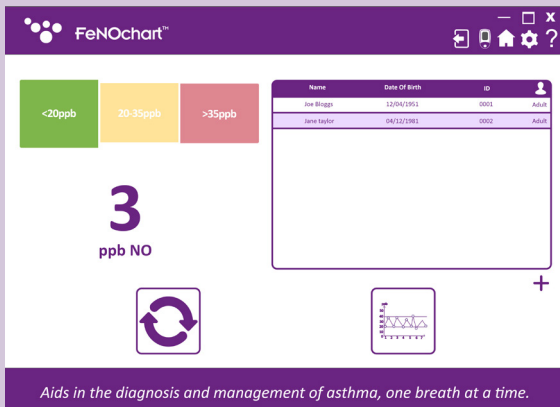 FeNOchart™
<20ppb 20-35ppb >35ppb
3
ppb NO
Name Date Of Birth ID
Joe Bloggs 12/04/1951 0001 Adult
Jane taylor 04/12/1981 0002 Adult
Aids in the diagnosis and management of asthma, one breath at a time.